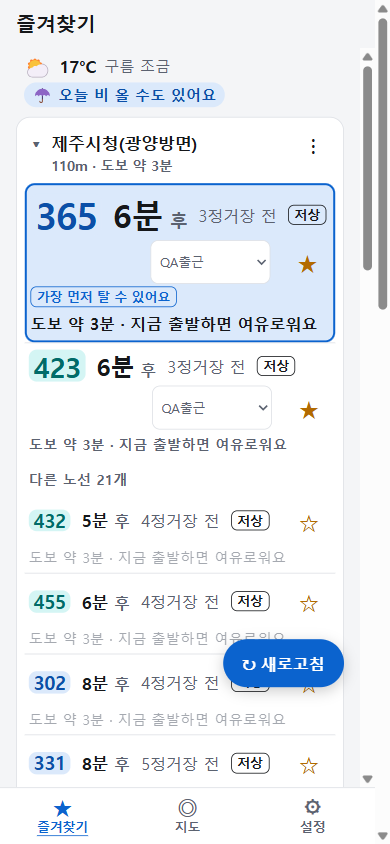 즐겨찾기
17°C 구름 조금
오늘 비 올 수도 있어요
▼ 제주시청(광양방면) ⋮
110m · 도보 약 3분
365 6분 후 3정거장 전 저상
QA출근 ★
가장 먼저 탈 수 있어요
도보 약 3분 · 지금 출발하면 여유로워요
423 6분 후 3정거장 전 저상
QA출근 ★
도보 약 3분 · 지금 출발하면 여유로워요
다른 노선 21개
432 5분 후 4정거장 전 저상 ☆
도보 약 3분 · 지금 출발하면 여유로워요
455 6분 후 4정거장 전 저상 ☆
도보 약 3분 · 지금 출발하면 여유로워요
302 8분 후 4정거장 전
↻ 새로고침
도보 약 3분 · 지금 출발하면 여유로워요
331 8분 후 5정거장 전 저상 ☆
즐겨찾기 지도 설정